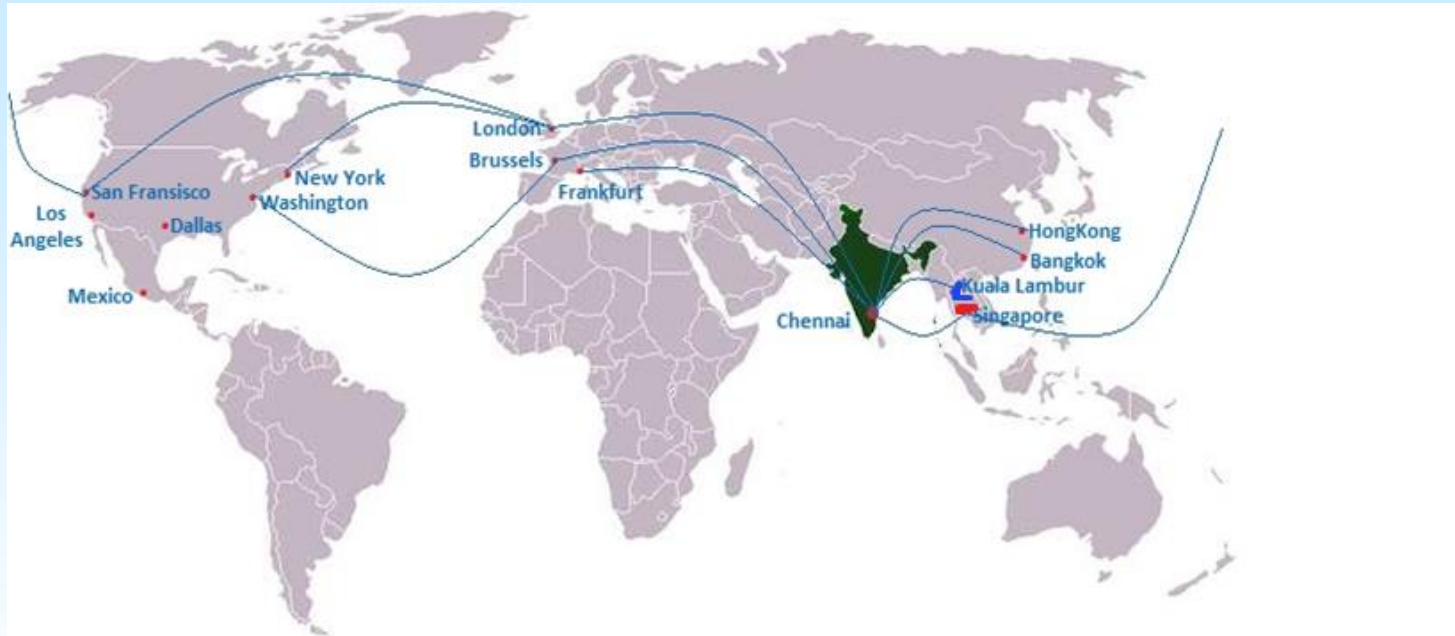 London
Brussels
Frankfurt
New York
San Fransisco
Washington
Los
Angeles
Dallas
Mexico
HongKong
Bangkok
Kuala Lambur
Singapore
Chennai